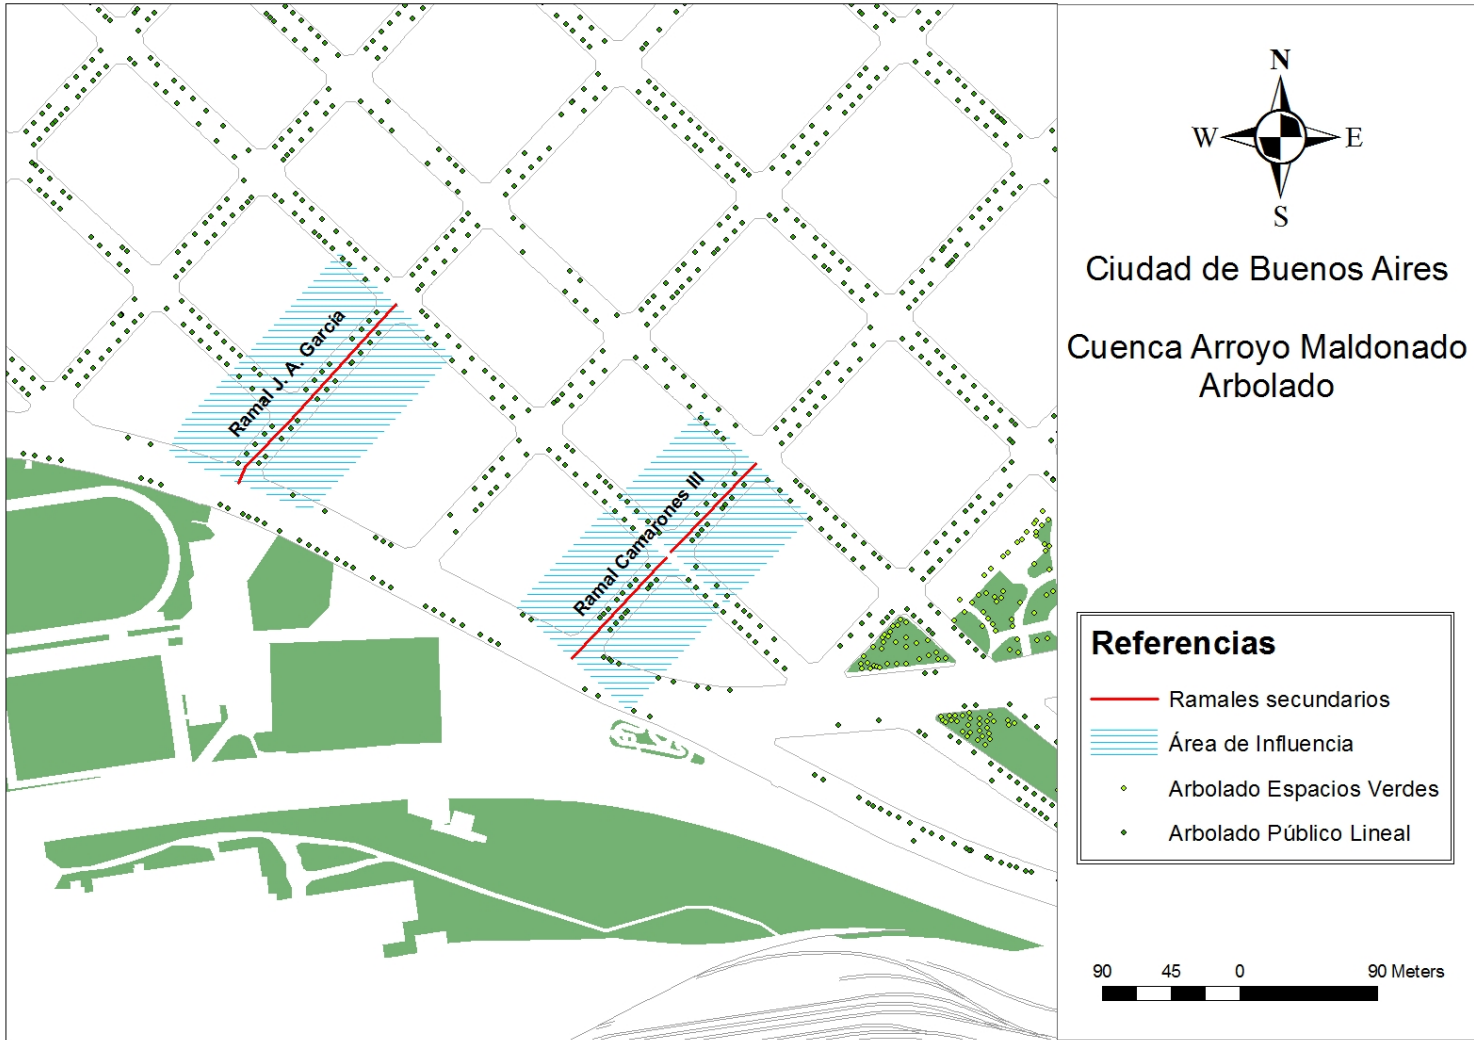 Ramal J. A. García
Ramal Camarones III
N
W
E
S
Ciudad de Buenos Aires
Cuenca Arroyo Maldonado
Arbolado
Referencias
Ramales secundarios
Área de Influencia
Arbolado Espacios Verdes
Arbolado Público Lineal
90 45 0 90 Meters